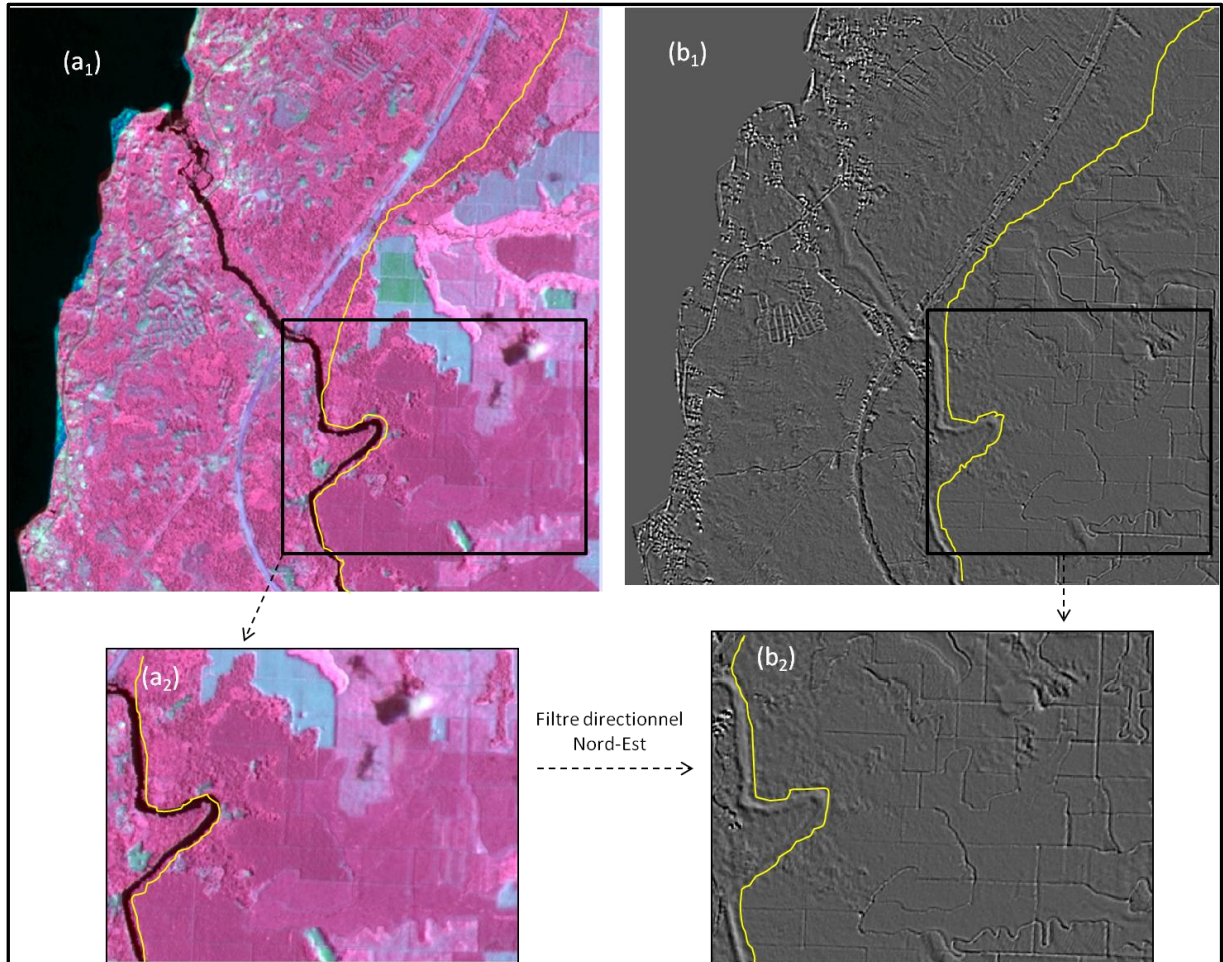 (a₁)
(b₁)
(a₂)
Filtre directionnel
Nord-Est
(b₂)